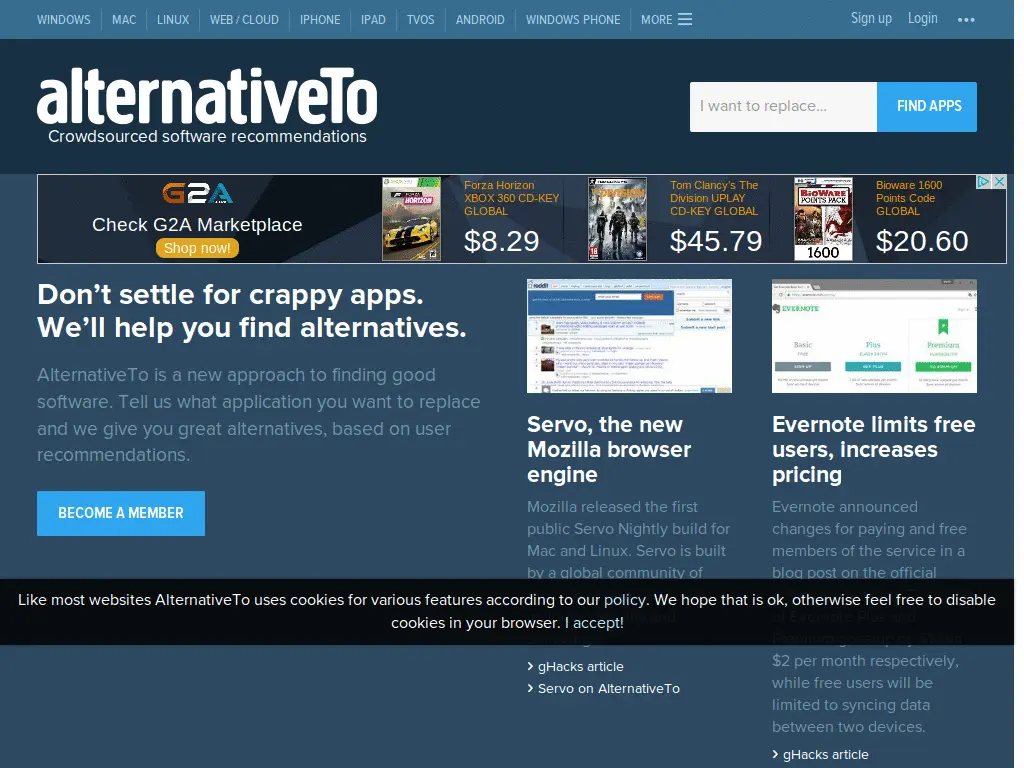 WINDOWS MAC LINUX WEB / CLOUD IPHONE IPAD TVOS ANDROID WINDOWS PHONE MORE Sign up Login
alternativeTo
Crowdsourced software recomendations
I want to replace... FIND APPS
G2A
Check G2A Marketplace
Shop now!
Forza Horizon
XBOX 360 CD-KEY
GLOBAL
$8.29
Tom Clancy's The
Division UPLAY
CD-KEY GLOBAL
$45.79
BIOWARE
POINTS PACK
1600
Bioware 1600
Points Code
GLOBAL
$20.60
Don’t settle for crappy apps.
We’ll help you find alternatives.
AlternativeTo is a new approach to finding good
software. Tell us what application you want to replace
and we give you great alternatives, based on user
recommendations.
BECOME A MEMBER
reddit
Servo, the new
Mozilla browser
engine
Mozilla released the first
public Servo Nightly build for
Mac and Linux. Servo is built
by a global community of
> gHacks article
> Servo on AlternativeTo
EVERNOTE
Basic Plus Premium
Evernote limits free
users, increases
pricing
Evernote announced
changes for paying and free
members of the service in a
blog post on the official
$2 per month respectively,
while free users will be
limited to syncing data
between two devices.
> gHacks article
Like most websites AlternativeTo uses cookies for various features according to our policy. We hope that is ok, otherwise feel free to disable
cookies in your browser. I accept!